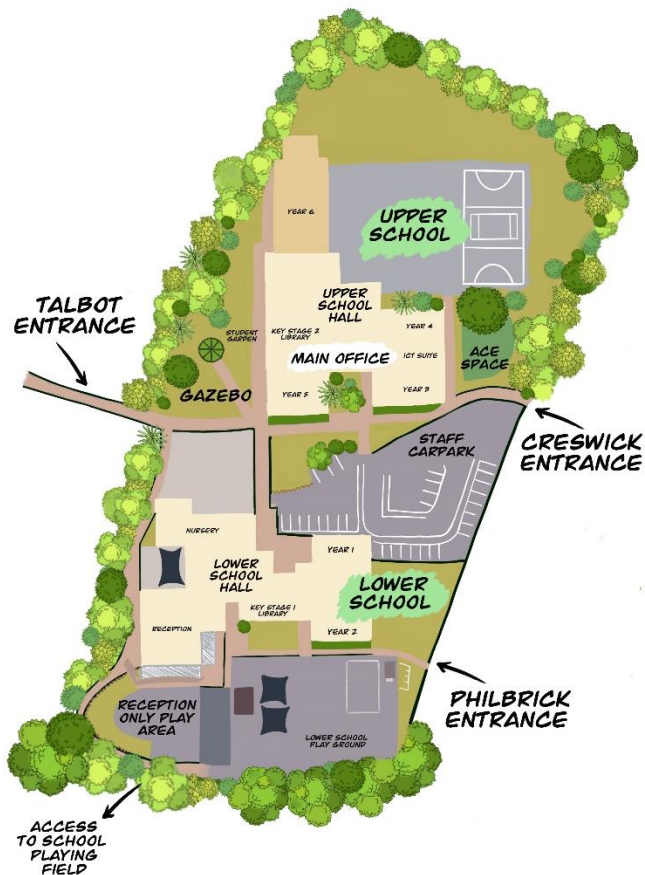 YEAR 6
UPPER
SCHOOL
TALBOT
ENTRANCE
UPPER
SCHOOL
HALL
STUDENT
GARDEN
KEY STAGE 2
LIBRARY
YEAR 4
MAIN OFFICE
ICT SUITE
ACE
SPACE
GAZEBO
YEAR 5
YEAR 3
CRESWICK
ENTRANCE
STAFF
CARPARK
NURSERY
LOWER
SCHOOL
HALL
YEAR 1
LOWER
SCHOOL
KEY STAGE 1
LIBRARY
RECEPTION
YEAR 2
PHILBRICK
ENTRANCE
RECEPTION
ONLY PLAY
AREA
LOWER SCHOOL
PLAY GROUND
ACCESS
TO SCHOOL
PLAYING
FIELD